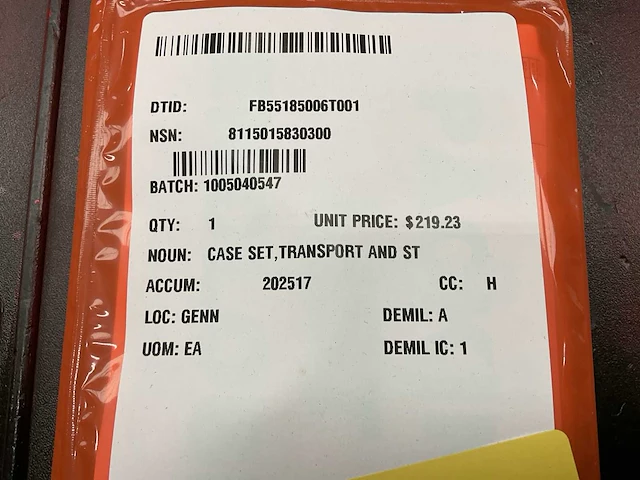 DTID: FB55185006T001
NSN: 8115015830300
BATCH: 1005040547
QTY: 1 UNIT PRICE: $219.23
NOUN: CASE SET,TRANSPORT AND ST
ACCUM: 202517 CC: H
LOC: GENN DEMIL: A
UOM: EA DEMIL IC: 1